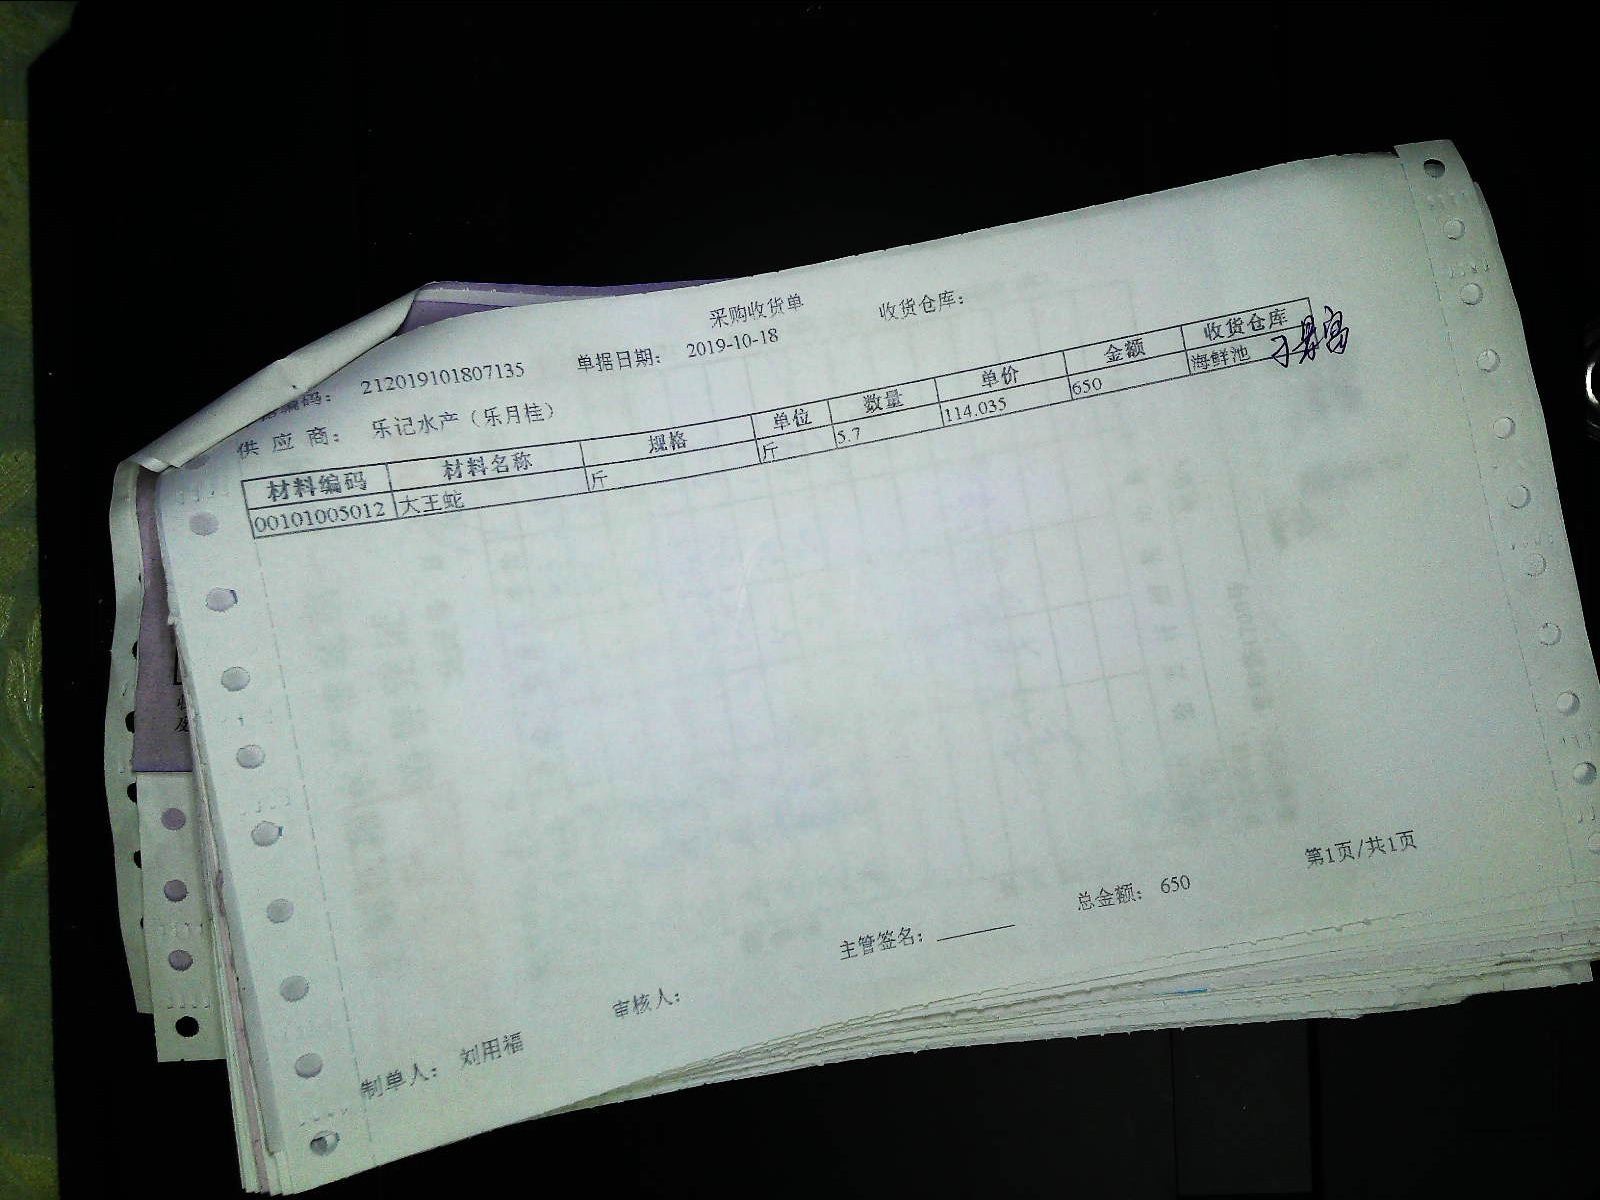 采购收货单 收货仓库：
编码： 212019101807135 单据日期： 2019-10-18
供应商： 乐记水产（乐月桂）
材料编码 材料名称 规格 单位 数量 单价 金额 收货仓库
00101005012 大王蛇 斤 斤 5.7 114.035 650 海鲜池
总金额： 650 第1页/共1页
主管签名：
制单人： 刘用福 审核人：